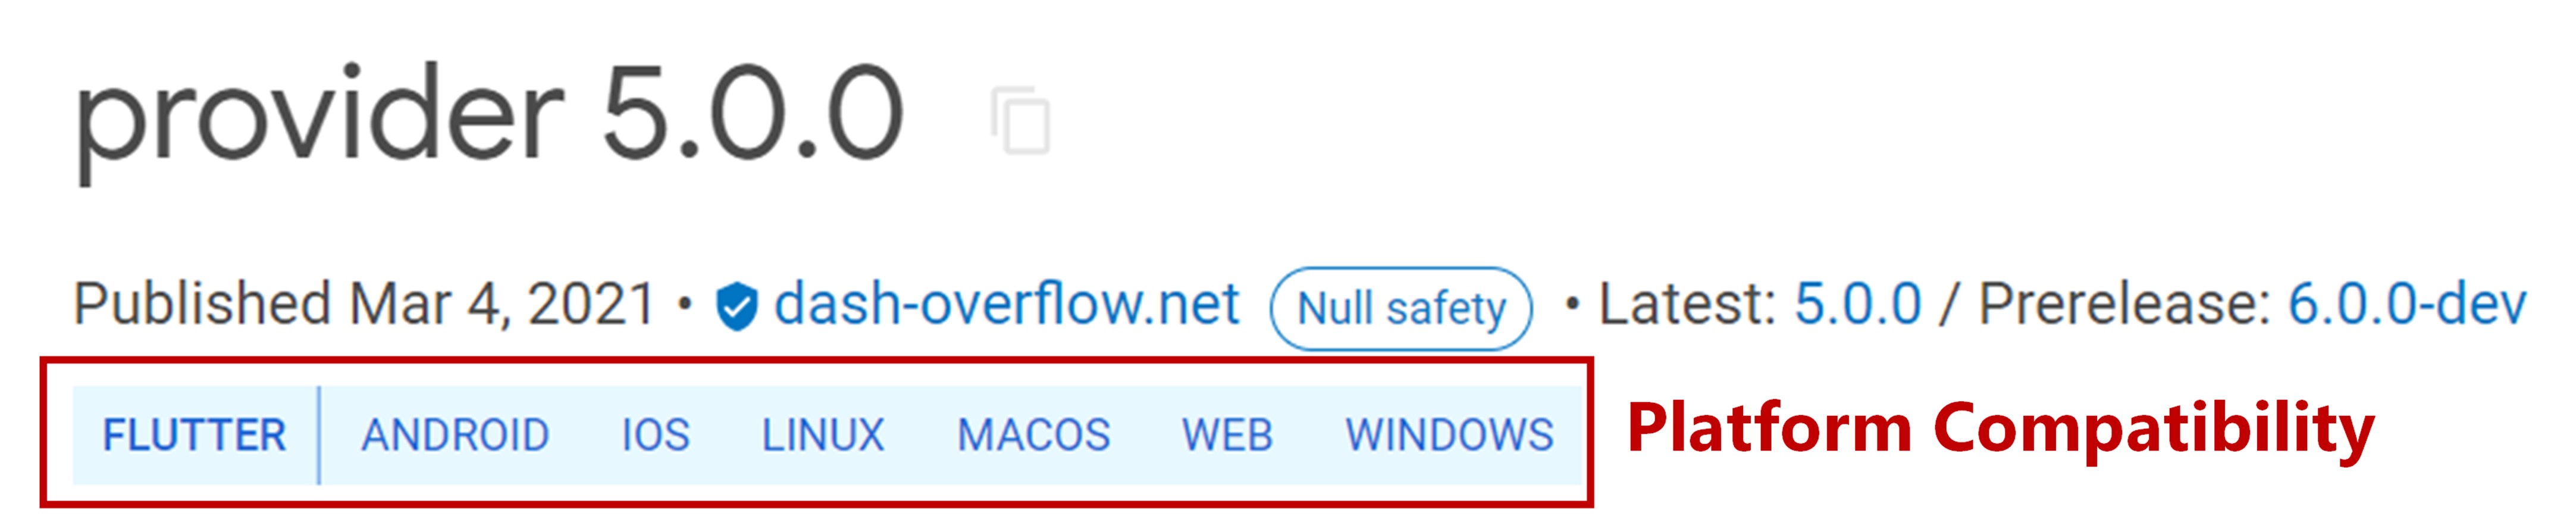 provider 5.0.0
Published Mar 4, 2021 • dash-overflow.net Null safety • Latest: 5.0.0 / Prerelease: 6.0.0-dev
FLUTTER ANDROID IOS LINUX MACOS WEB WINDOWS Platform Compatibility